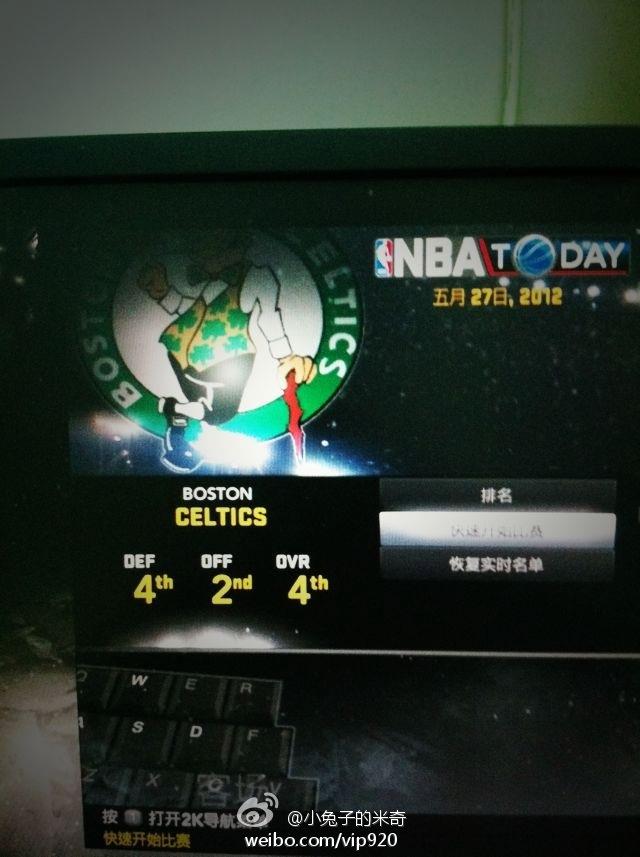 BOSTON CELTICS
NBA TODAY
五月 27日, 2012
BOSTON
CELTICS
DEF OFF OVR
4th 2nd 4th
排名
快速开始比赛
恢复实时名单
Q W E R
A S D F
Z X
客场
按 1 打开2K导航
快速开始比赛
@小兔子的米奇
weibo.com/vip920